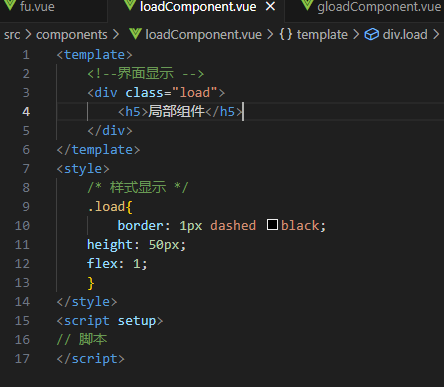 fu.vue loadComponent.vue gloadComponent.vue
src > components > loadComponent.vue > {} template > div.load
1 <template>
2 <!--界面显示 -->
3 <div class="load">
4 <h5>局部组件</h5>
5 </div>
6 </template>
7 <style>
8 /* 样式显示 */
9 .load{
10 border: 1px dashed black;
11 height: 50px;
12 flex: 1;
13 }
14 </style>
15 <script setup>
16 // 脚本
17 </script>